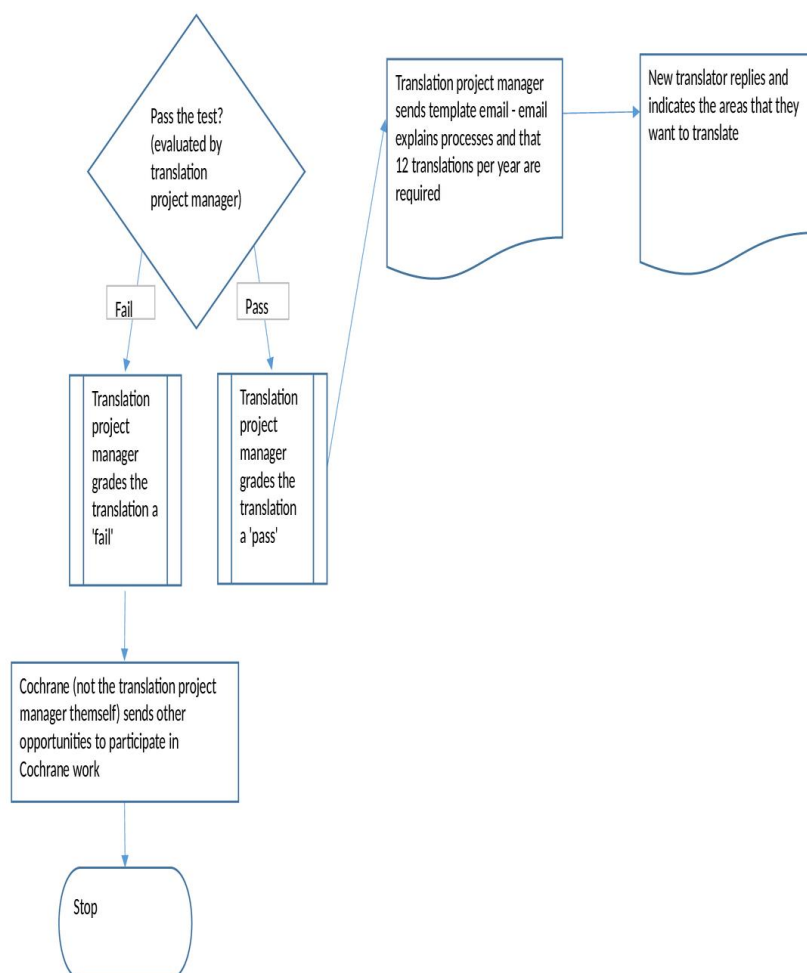 Pass the test?
(evaluated by
translation
project manager)
Translation project manager
sends template email - email
explains processes and that
12 translations per year are
required
New translator replies and
indicates the areas that they
want to translate
Fail
Pass
Translation
project
manager
grades the
translation a
'fail'
Translation
project
manager
grades the
translation
a 'pass'
Cochrane (not the translation project
manager themself) sends other
opportunities to participate in
Cochrane work
Stop